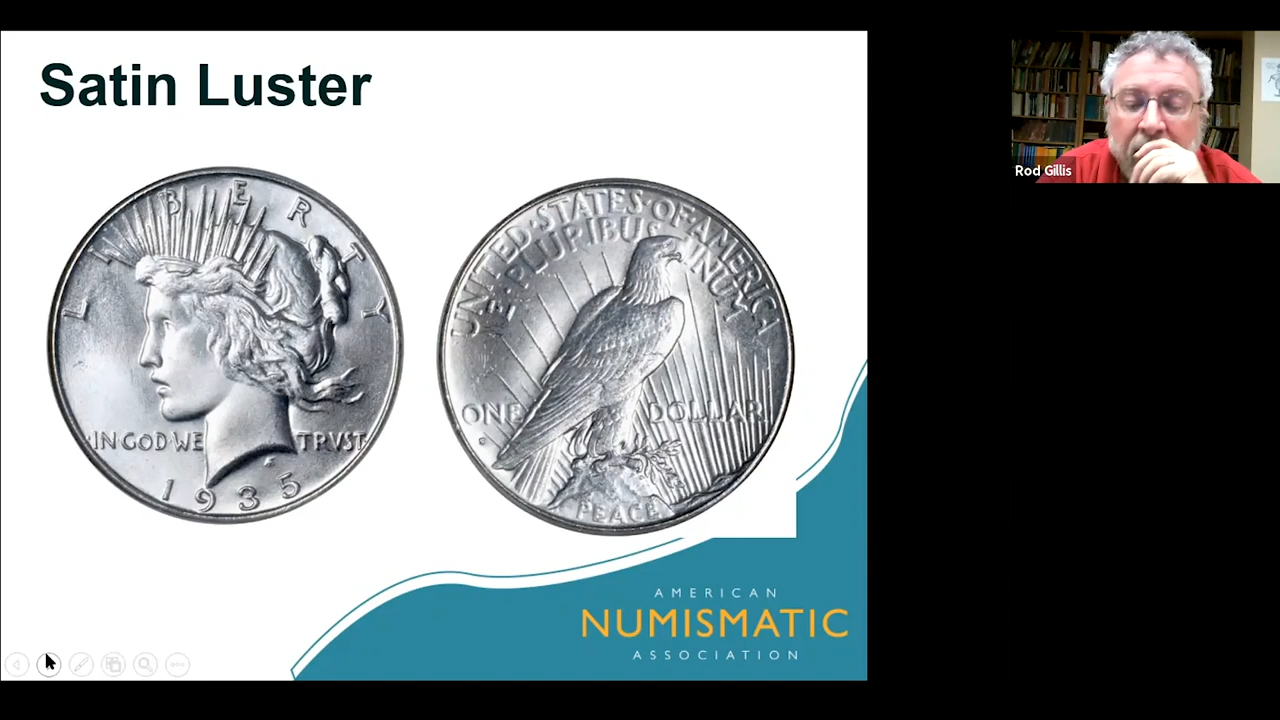 Satin Luster
LIBERTY
IN GOD WE TRVST
1935
UNITED·STATES·OF·AMERICA
E PLURIBUS UNUM
ONE DOLLAR
PEACE
AMERICAN
NUMISMATIC
ASSOCIATION
Rod Gillis